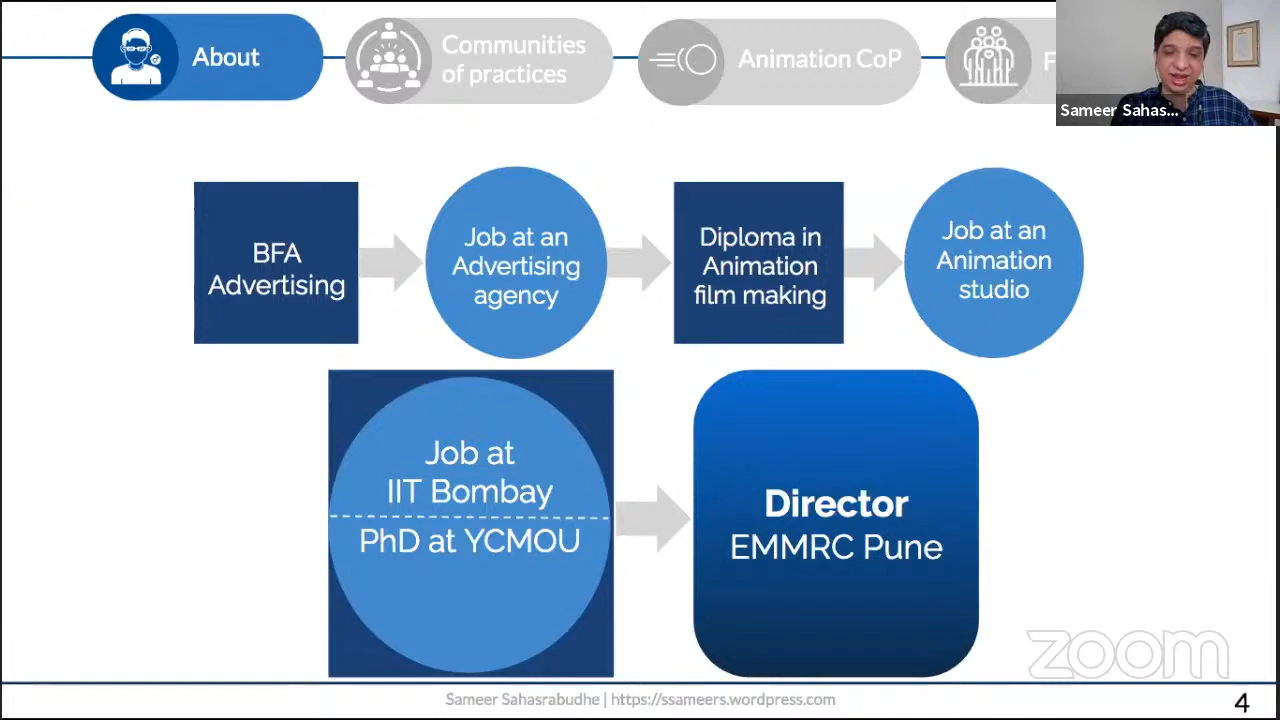 About
Communities
of practices
Animation CoP
F
Sameer Sahas...
BFA
Advertising
Job at an
Advertising
agency
Diploma in
Animation
film making
Job at an
Animation
studio
Job at
IIT Bombay
PhD at YCMOU
Director
EMMRC Pune
zoom
Sameer Sahasrabudhe | https://ssameers.wordpress.com
4